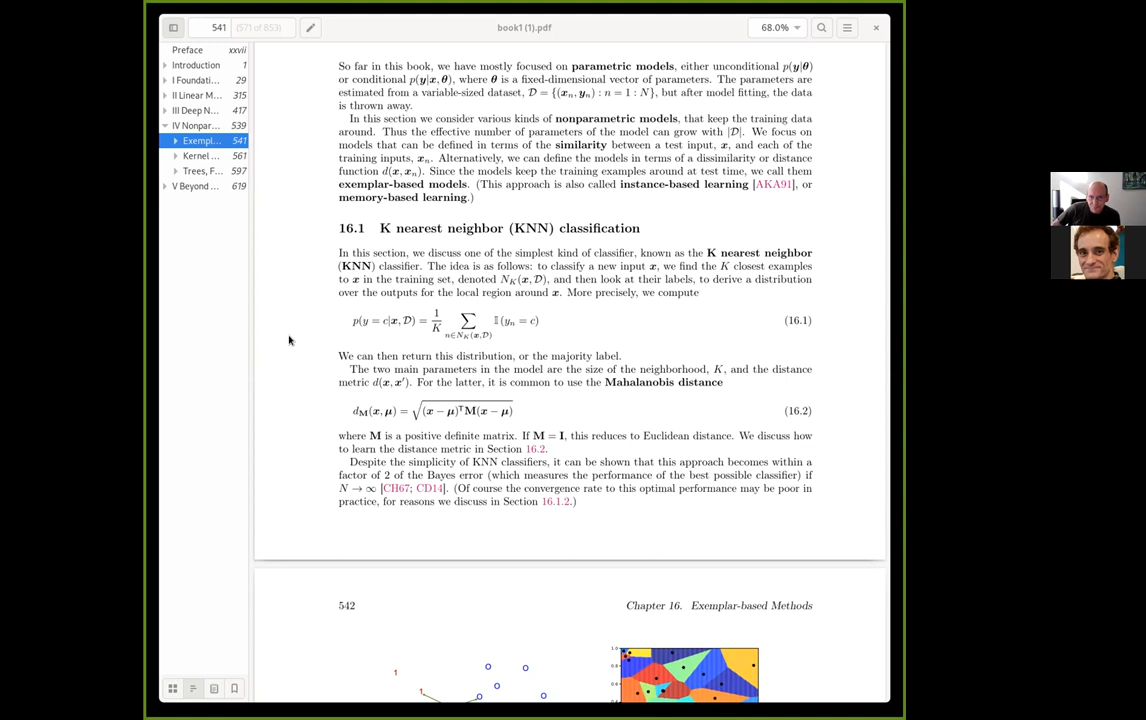 541 (571 of 853)
book1 (1).pdf
68.0%
Preface xxvii
Introduction 1
I Foundati... 29
II Linear M... 315
III Deep N... 417
IV Nonpar... 539
Exempl... 541
Kernel ... 561
Trees, F... 597
V Beyond ... 619
So far in this book, we have mostly focused on parametric models, either unconditional p(y|θ)
or conditional p(y|x, θ), where θ is a fixed-dimensional vector of parameters. The parameters are
estimated from a variable-sized dataset, D = {(xₙ, yₙ) : n = 1 : N}, but after model fitting, the data
is thrown away.
In this section we consider various kinds of nonparametric models, that keep the training data
around. Thus the effective number of parameters of the model can grow with |D|. We focus on
models that can be defined in terms of the similarity between a test input, x, and each of the
training inputs, xₙ. Alternatively, we can define the models in terms of a dissimilarity or distance
function d(x, xₙ). Since the models keep the training examples around at test time, we call them
exemplar-based models. (This approach is also called instance-based learning [AKA91], or
memory-based learning.)
16.1 K nearest neighbor (KNN) classification
In this section, we discuss one of the simplest kind of classifier, known as the K nearest neighbor
(KNN) classifier. The idea is as follows: to classify a new input x, we find the K closest examples
to x in the training set, denoted N_K(x, D), and then look at their labels, to derive a distribution
over the outputs for the local region around x. More precisely, we compute
p(y = c|x, D) = 1/K ∑ n∈N_K(x,D) 𝕀(yₙ = c) (16.1)
We can then return this distribution, or the majority label.
The two main parameters in the model are the size of the neighborhood, K, and the distance
metric d(x, x′). For the latter, it is common to use the Mahalanobis distance
d_M(x, μ) = √(x − μ)ᵀM(x − μ) (16.2)
where M is a positive definite matrix. If M = I, this reduces to Euclidean distance. We discuss how
to learn the distance metric in Section 16.2.
Despite the simplicity of KNN classifiers, it can be shown that this approach becomes within a
factor of 2 of the Bayes error (which measures the performance of the best possible classifier) if
N → ∞ [CH67; CD14]. (Of course the convergence rate to this optimal performance may be poor in
practice, for reasons we discuss in Section 16.1.2.)
542 Chapter 16. Exemplar-based Methods